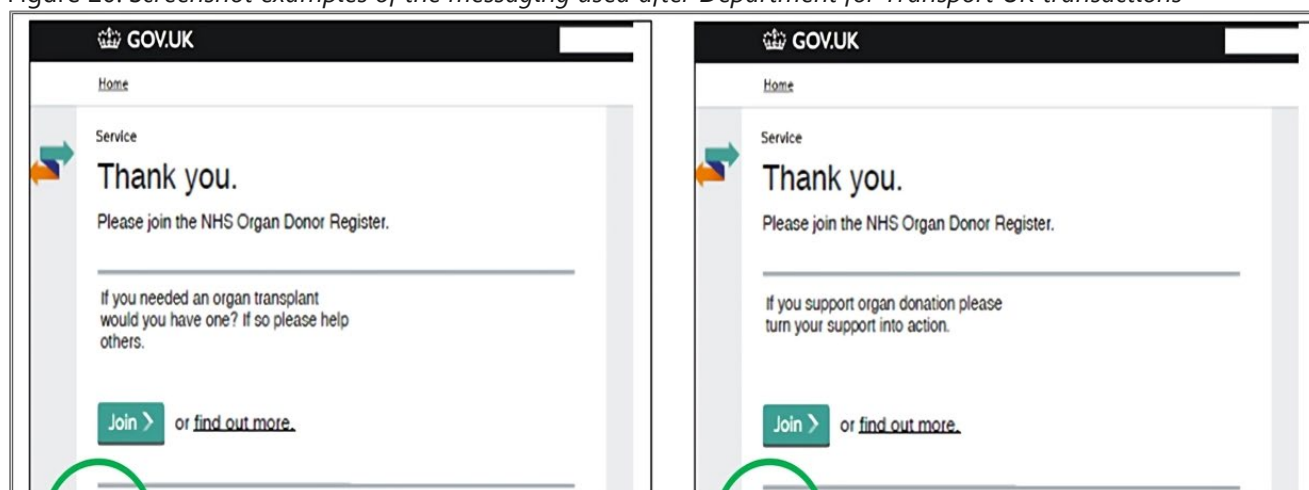 Figure 20. Screenshot examples of the messaging used after Department for Transport UK transactions
GOV.UK
Home
Service
Thank you.
Please join the NHS Organ Donor Register.
If you needed an organ transplant
would you have one? If so please help
others.
Join > or find out more.
GOV.UK
Home
Service
Thank you.
Please join the NHS Organ Donor Register.
If you support organ donation please
turn your support into action.
Join > or find out more.